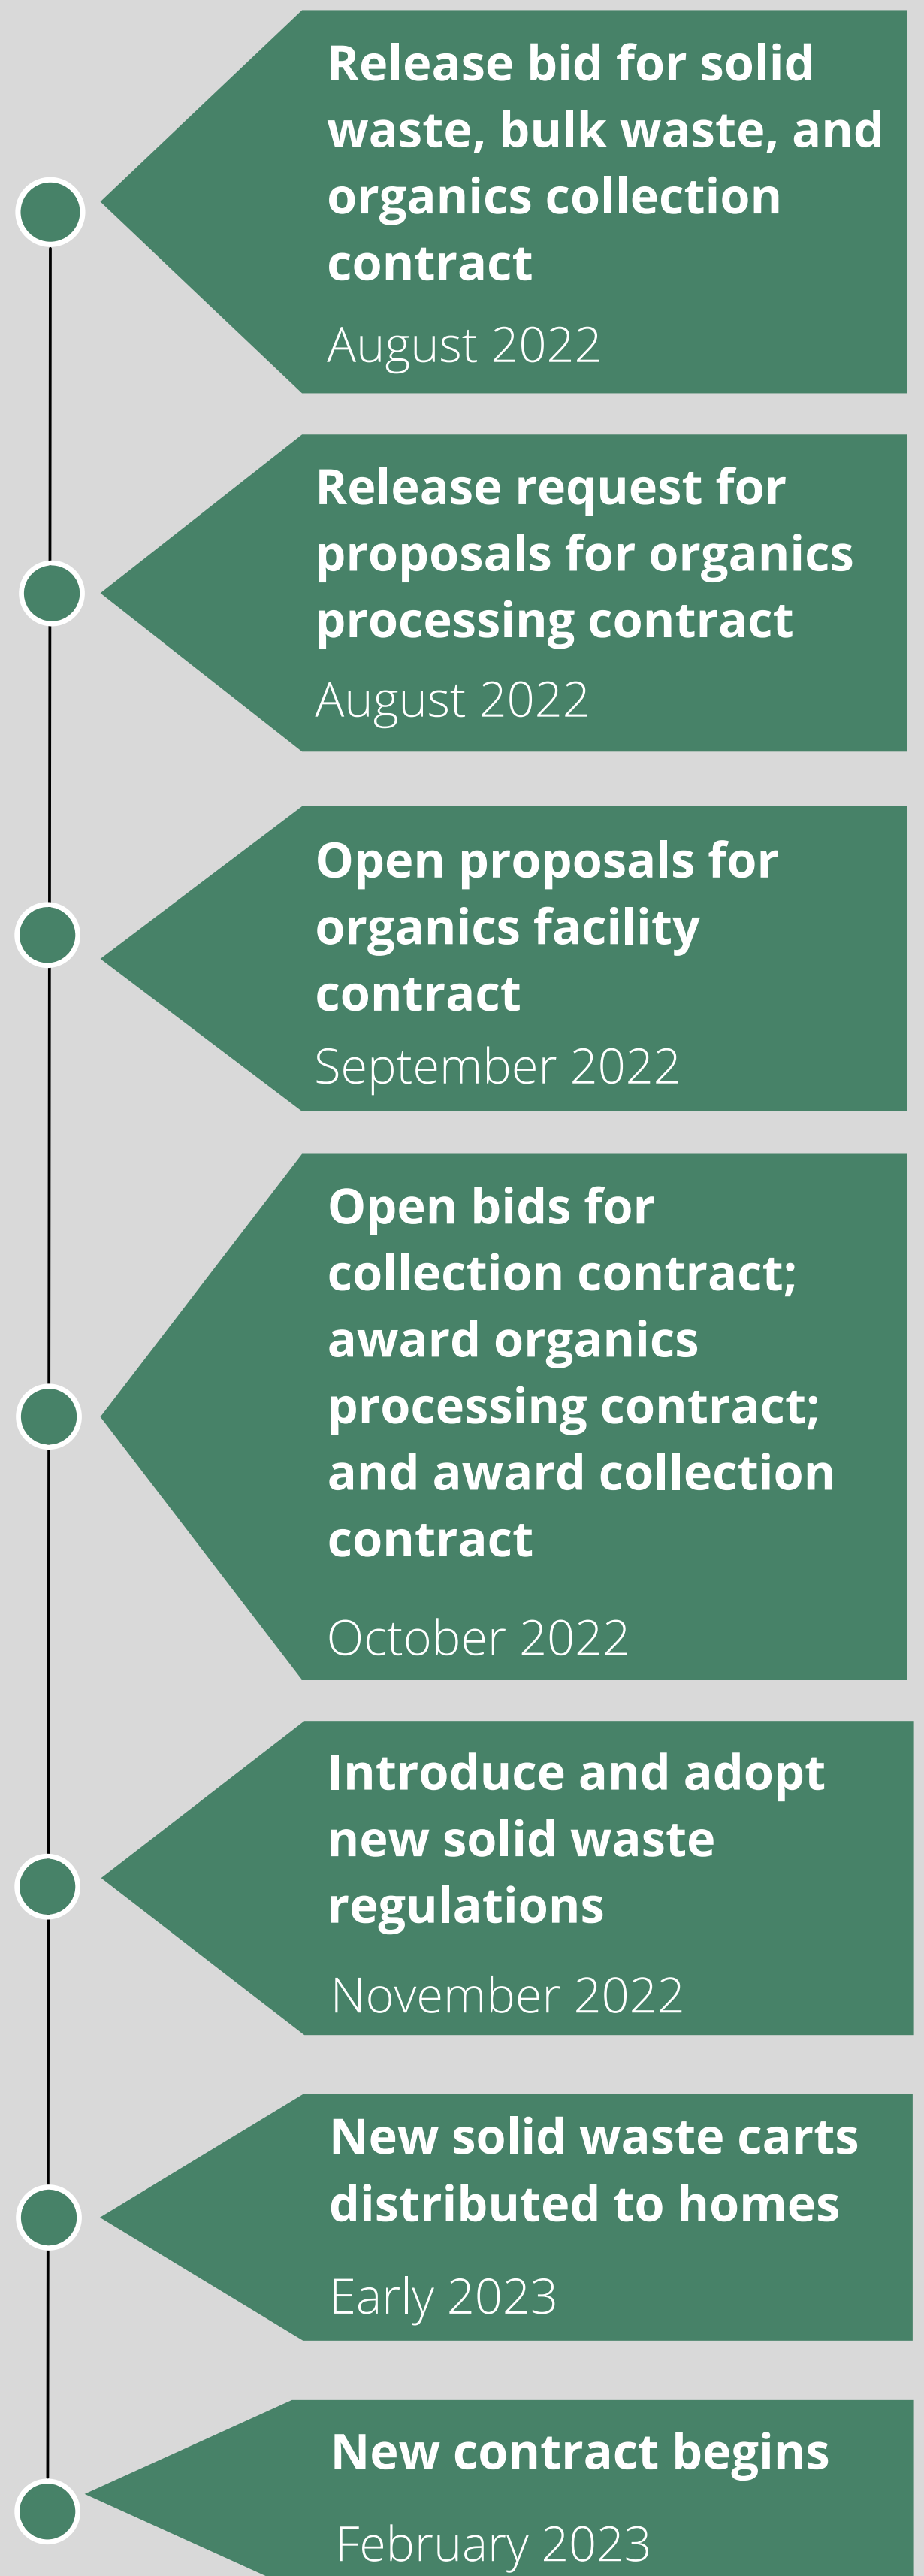 Release bid for solid
waste, bulk waste, and
organics collection
contract
August 2022
Release request for
proposals for organics
processing contract
August 2022
Open proposals for
organics facility
contract
September 2022
Open bids for
collection contract;
award organics
processing contract;
and award collection
contract
October 2022
Introduce and adopt
new solid waste
regulations
November 2022
New solid waste carts
distributed to homes
Early 2023
New contract begins
February 2023